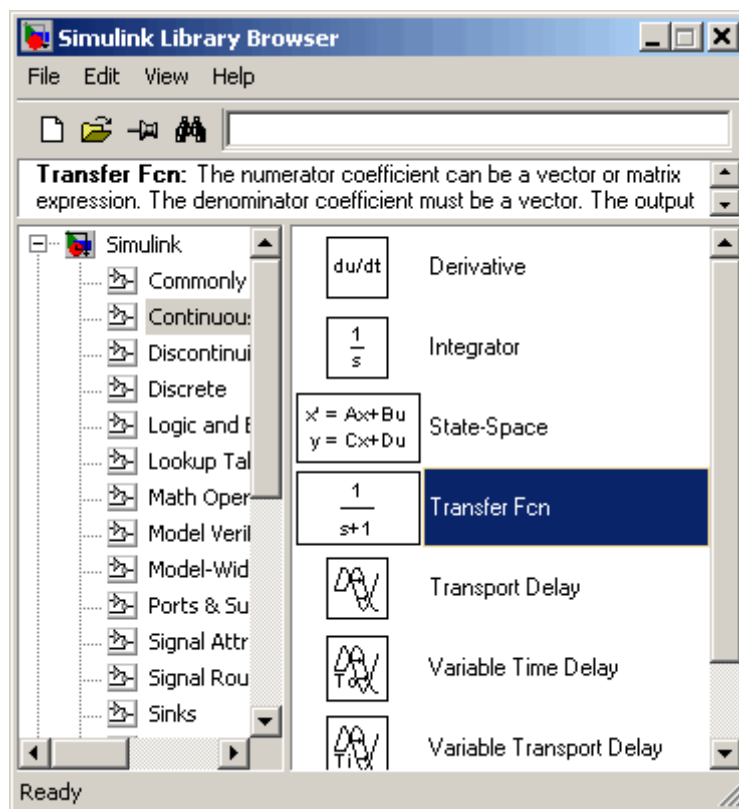 Simulink Library Browser
File Edit View Help
Transfer Fcn: The numerator coefficient can be a vector or matrix
expression. The denominator coefficient must be a vector. The output
Simulink
Commonly
Continuou
Discontinui
Discrete
Logic and
Lookup Tal
Math Oper
Model Veril
Model-Wid
Ports & Su
Signal Attr
Signal Rou
Sinks
du/dt Derivative
1
s
Integrator
x' = Ax+Bu
y = Cx+Du
State-Space
1
s+1
Transfer Fcn
Transport Delay
Variable Time Delay
Variable Transport Delay
Ready